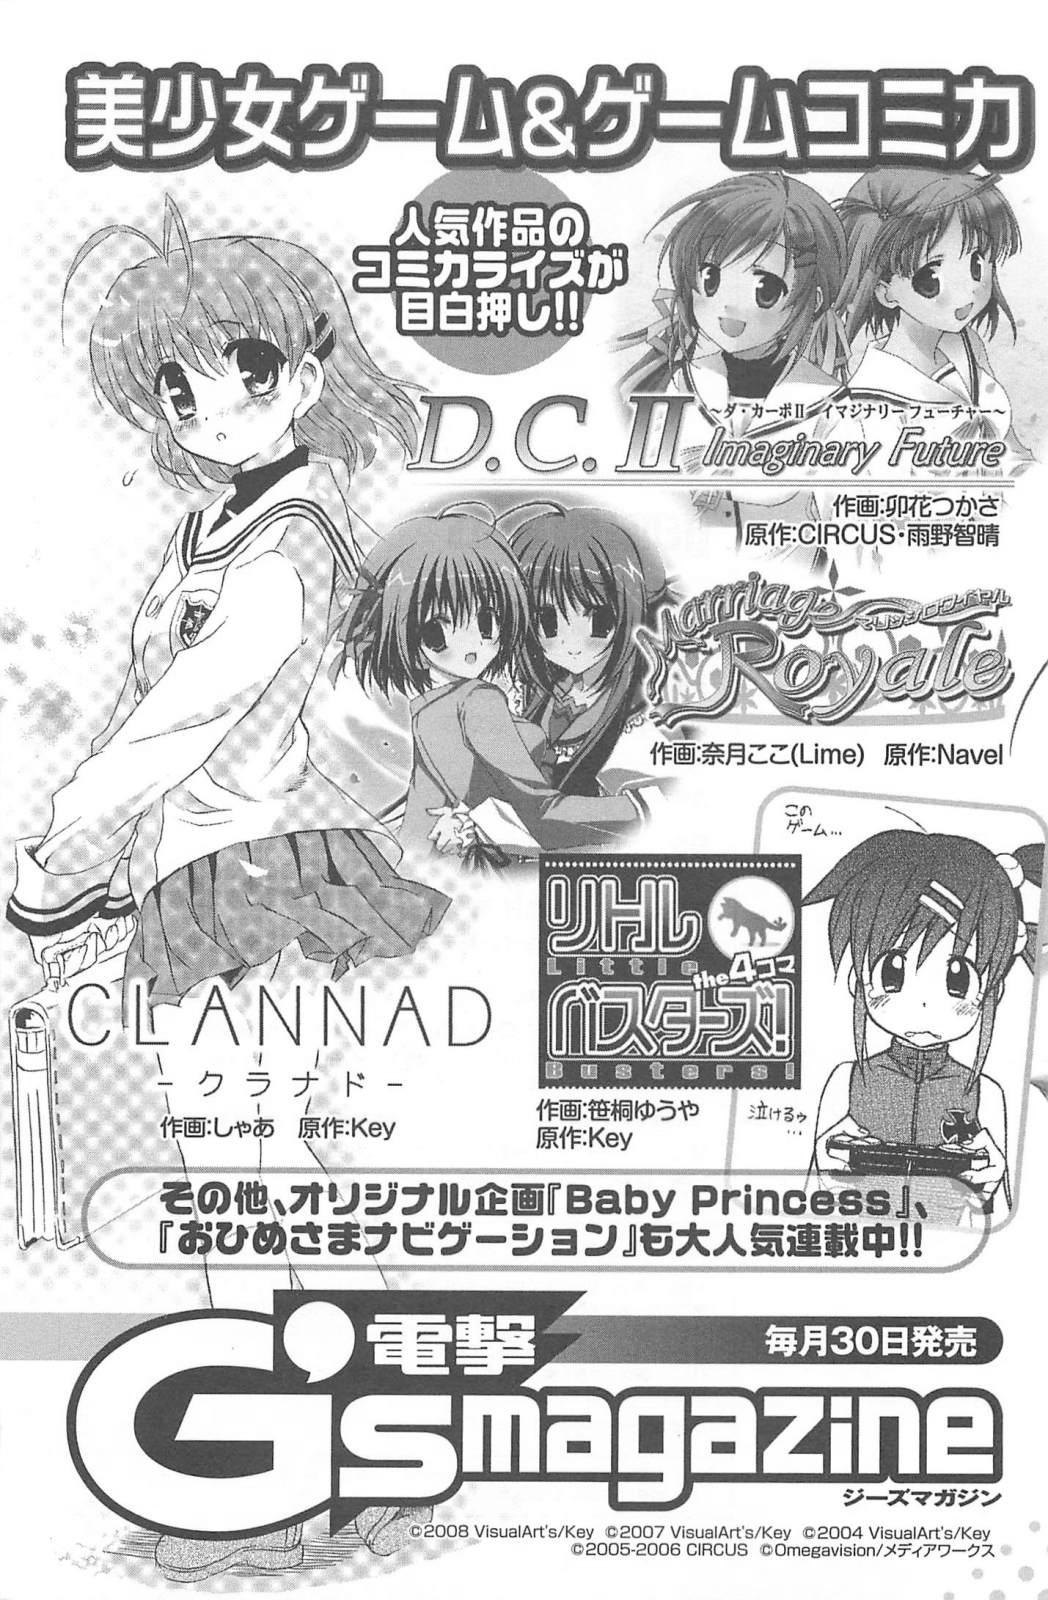 美少女ゲーム&ゲームコミカ
人気作品の
コミカライズが
目白押し!!
D.C.II
～ダ・カーポⅡ イマジナリー フューチャー～
Imaginary Future
作画:卯花つかさ
原作:CIRCUS・雨野智晴
Marriage
マリッジロワイヤル
Royale
作画:奈月ここ(Lime) 原作:Navel
この
ゲーム…
リトル
Little
the4コマ
バスターズ!
Busters!
泣けるゥ
…
作画:笹桐ゆうや
原作:Key
CLANNAD
-クラナド-
作画:しゃあ 原作:Key
その他、オリジナル企画『Baby Princess』、
『おひめさまナビゲーション』も大人気連載中!!
電撃
毎月30日発売
G'smagazine
ジーズマガジン
©2008 VisualArt's/Key ©2007 VisualArt's/Key ©2004 VisualArt's/Key
©2005-2006 CIRCUS ©Omegavision/メディアワークス